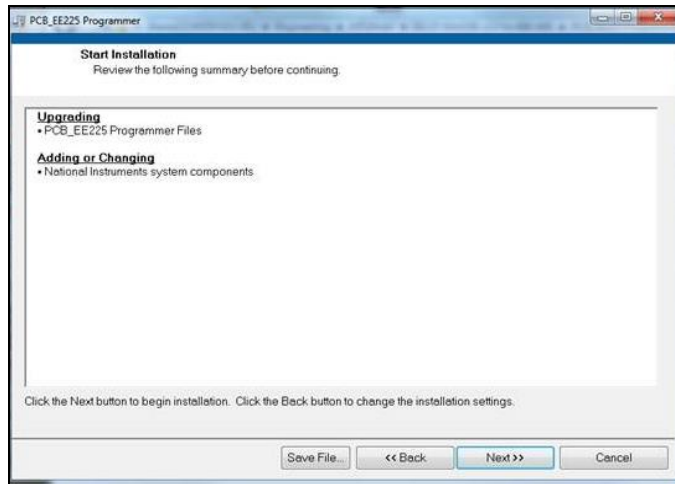 PCB_EE225 Programmer
Start Installation
Review the following summary before continuing.
Upgrading
• PCB_EE225 Programmer Files
Adding or Changing
• National Instruments system components
Click the Next button to begin installation. Click the Back button to change the installation settings.
Save File... << Back Next >> Cancel